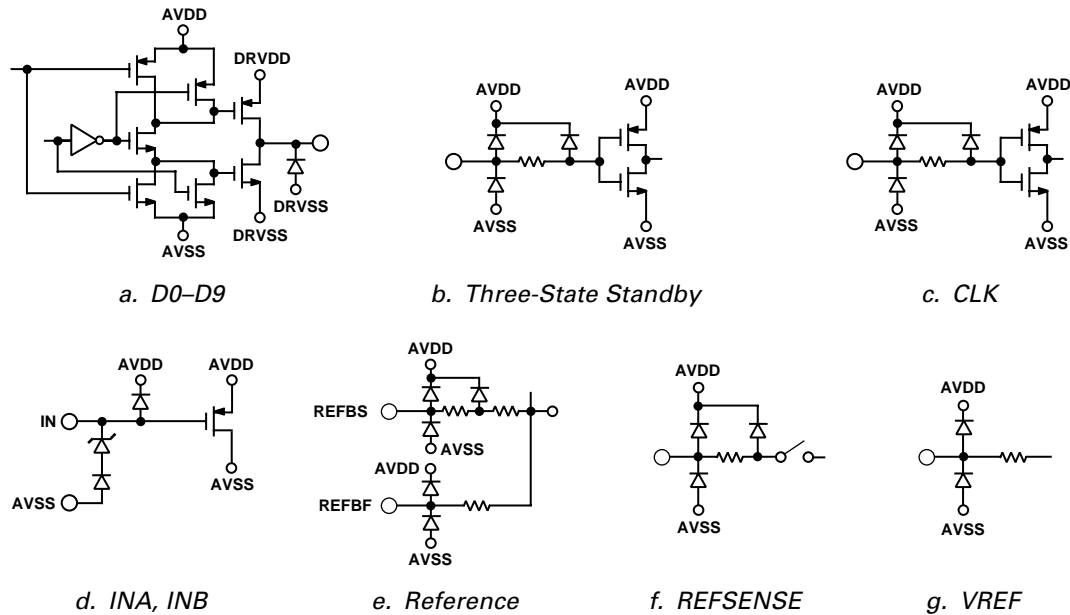 AVDD
DRVDD
DRVSS
AVSS
DRVSS
a. D0–D9
AVDD
AVDD
AVSS
AVSS
b. Three-State Standby
AVDD
AVDD
AVSS
AVSS
c. CLK
AVDD
AVDD
IN
AVSS
AVSS
d. INA, INB
AVDD
REFBS
AVSS
AVDD
REFBF
AVSS
e. Reference
AVDD
AVSS
f. REFSENSE
AVDD
AVSS
g. VREF